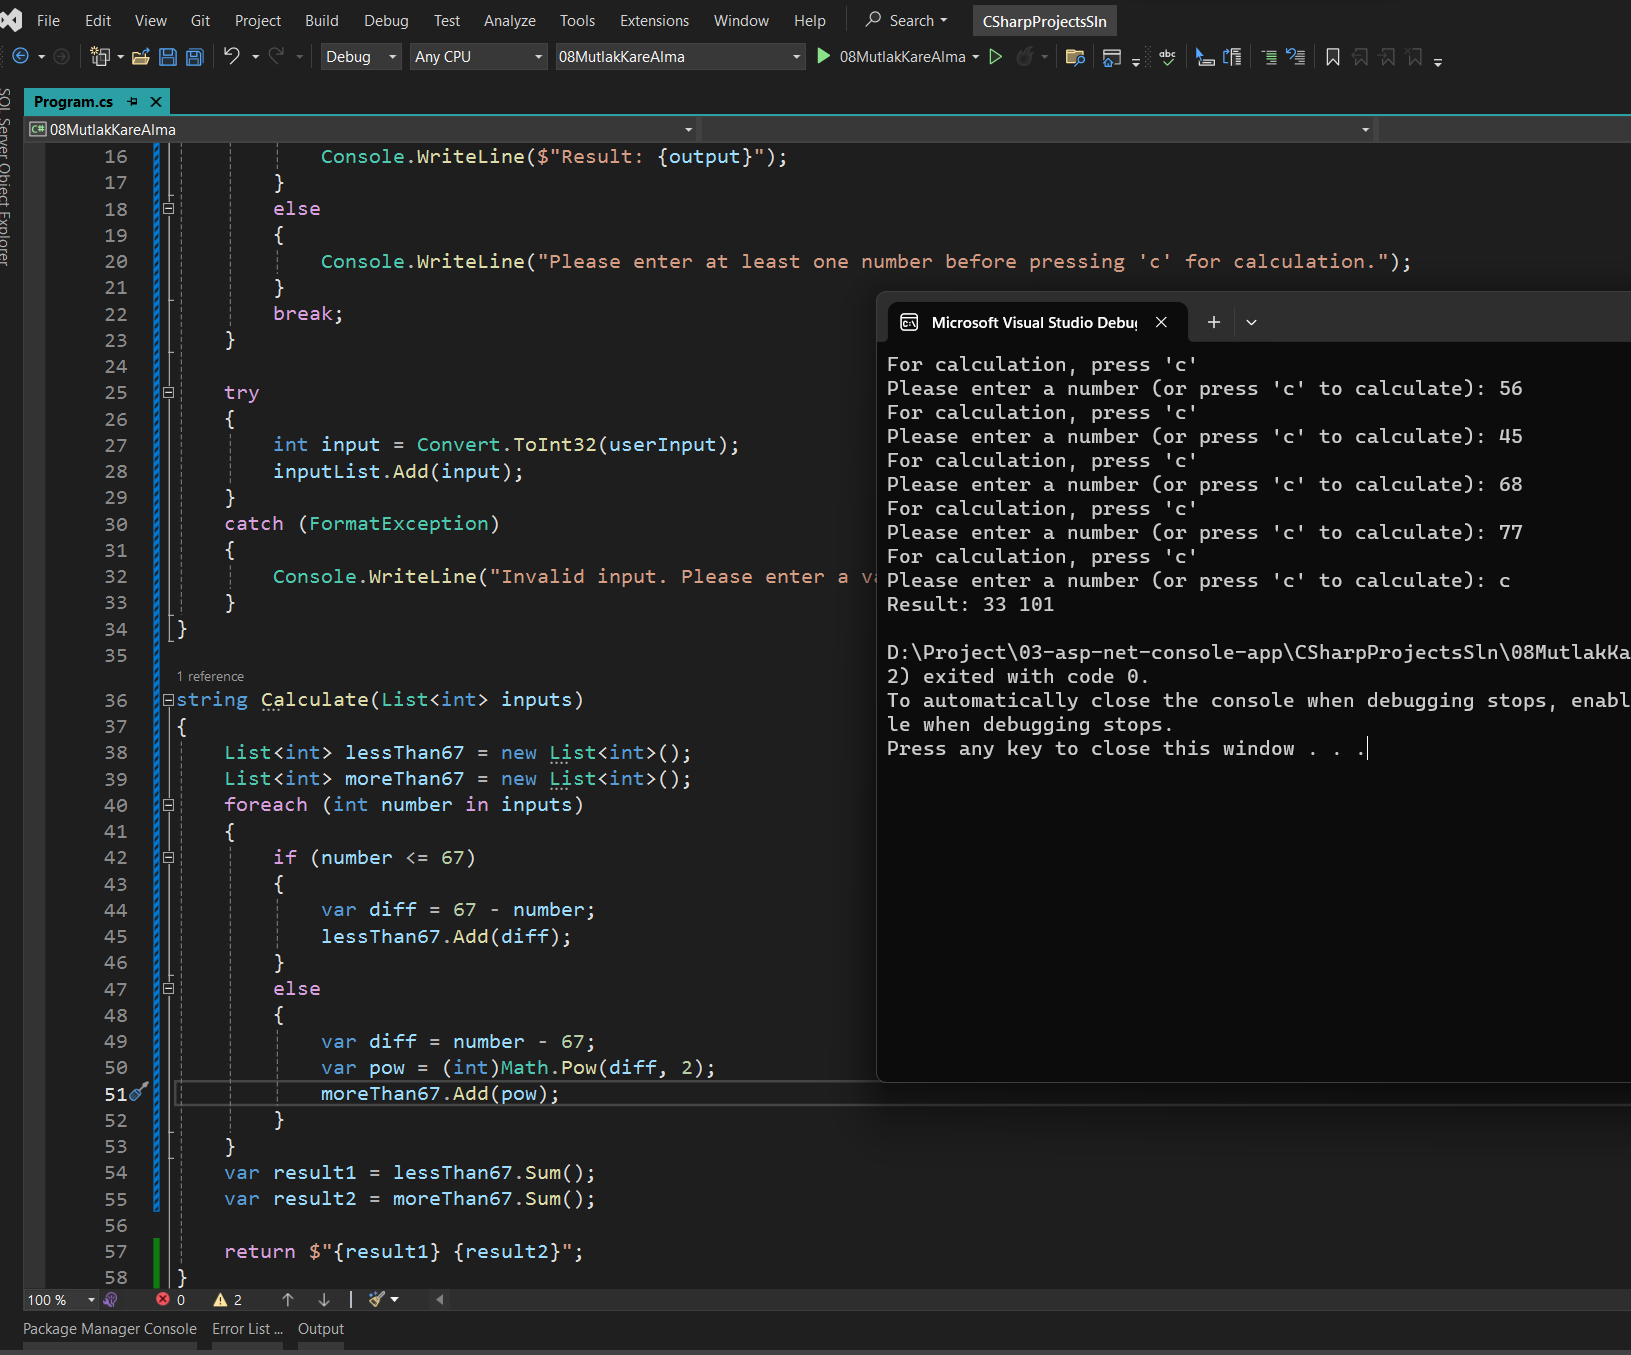 File Edit View Git Project Build Debug Test Analyze Tools Extensions Window Help Search CSharpProjectsSln
Debug Any CPU 08MutlakKareAlma 08MutlakKareAlma
SQL Server Object Explorer
Program.cs
C# 08MutlakKareAlma
16 Console.WriteLine($"Result: {output}");
17 }
18 else
19 {
20 Console.WriteLine("Please enter at least one number before pressing 'c' for calculation.");
21 }
22 break;
23 }
24
25 try
26 {
27 int input = Convert.ToInt32(userInput);
28 inputList.Add(input);
29 }
30 catch (FormatException)
31 {
32 Console.WriteLine("Invalid input. Please enter a va
33 }
34 }
35
1 reference
36 string Calculate(List<int> inputs)
37 {
38 List<int> lessThan67 = new List<int>();
39 List<int> moreThan67 = new List<int>();
40 foreach (int number in inputs)
41 {
42 if (number <= 67)
43 {
44 var diff = 67 - number;
45 lessThan67.Add(diff);
46 }
47 else
48 {
49 var diff = number - 67;
50 var pow = (int)Math.Pow(diff, 2);
51 moreThan67.Add(pow);
52 }
53 }
54 var result1 = lessThan67.Sum();
55 var result2 = moreThan67.Sum();
56
57 return $"{result1} {result2}";
58 }
Microsoft Visual Studio Debug
For calculation, press 'c'
Please enter a number (or press 'c' to calculate): 56
For calculation, press 'c'
Please enter a number (or press 'c' to calculate): 45
For calculation, press 'c'
Please enter a number (or press 'c' to calculate): 68
For calculation, press 'c'
Please enter a number (or press 'c' to calculate): 77
For calculation, press 'c'
Please enter a number (or press 'c' to calculate): c
Result: 33 101
D:\Project\03-asp-net-console-app\CSharpProjectsSln\08MutlakKa
2) exited with code 0.
To automatically close the console when debugging stops, enabl
le when debugging stops.
Press any key to close this window . . .
100 % 0 2
Package Manager Console Error List ... Output